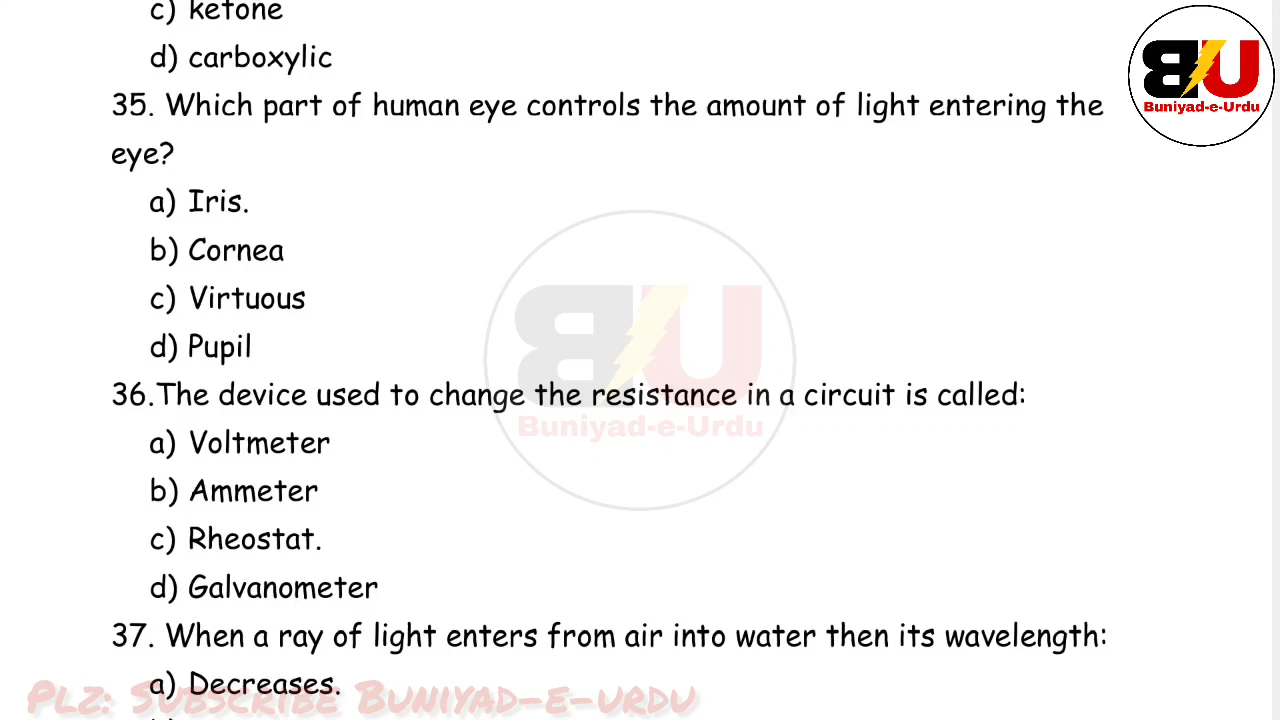 c) ketone
d) carboxylic
35. Which part of human eye controls the amount of light entering the
eye?
a) Iris.
b) Cornea
c) Virtuous
d) Pupil
36.The device used to change the resistance in a circuit is called:
a) Voltmeter
b) Ammeter
c) Rheostat.
d) Galvanometer
37. When a ray of light enters from air into water then its wavelength:
a) Decreases.
Plz: Subscribe Buniyad-e-urdu
BU
Buniyad-e-Urdu
BU
Buniyad-e-Urdu